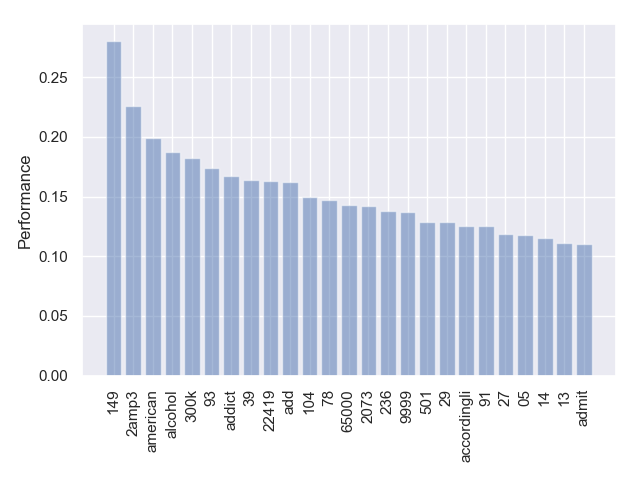 0.25
0.20
0.15
0.10
0.05
0.00
Performance
149
2amp3
american
alcohol
300k
93
addict
39
22419
add
104
78
65000
2073
236
9999
501
29
accordingli
91
27
05
14
13
admit